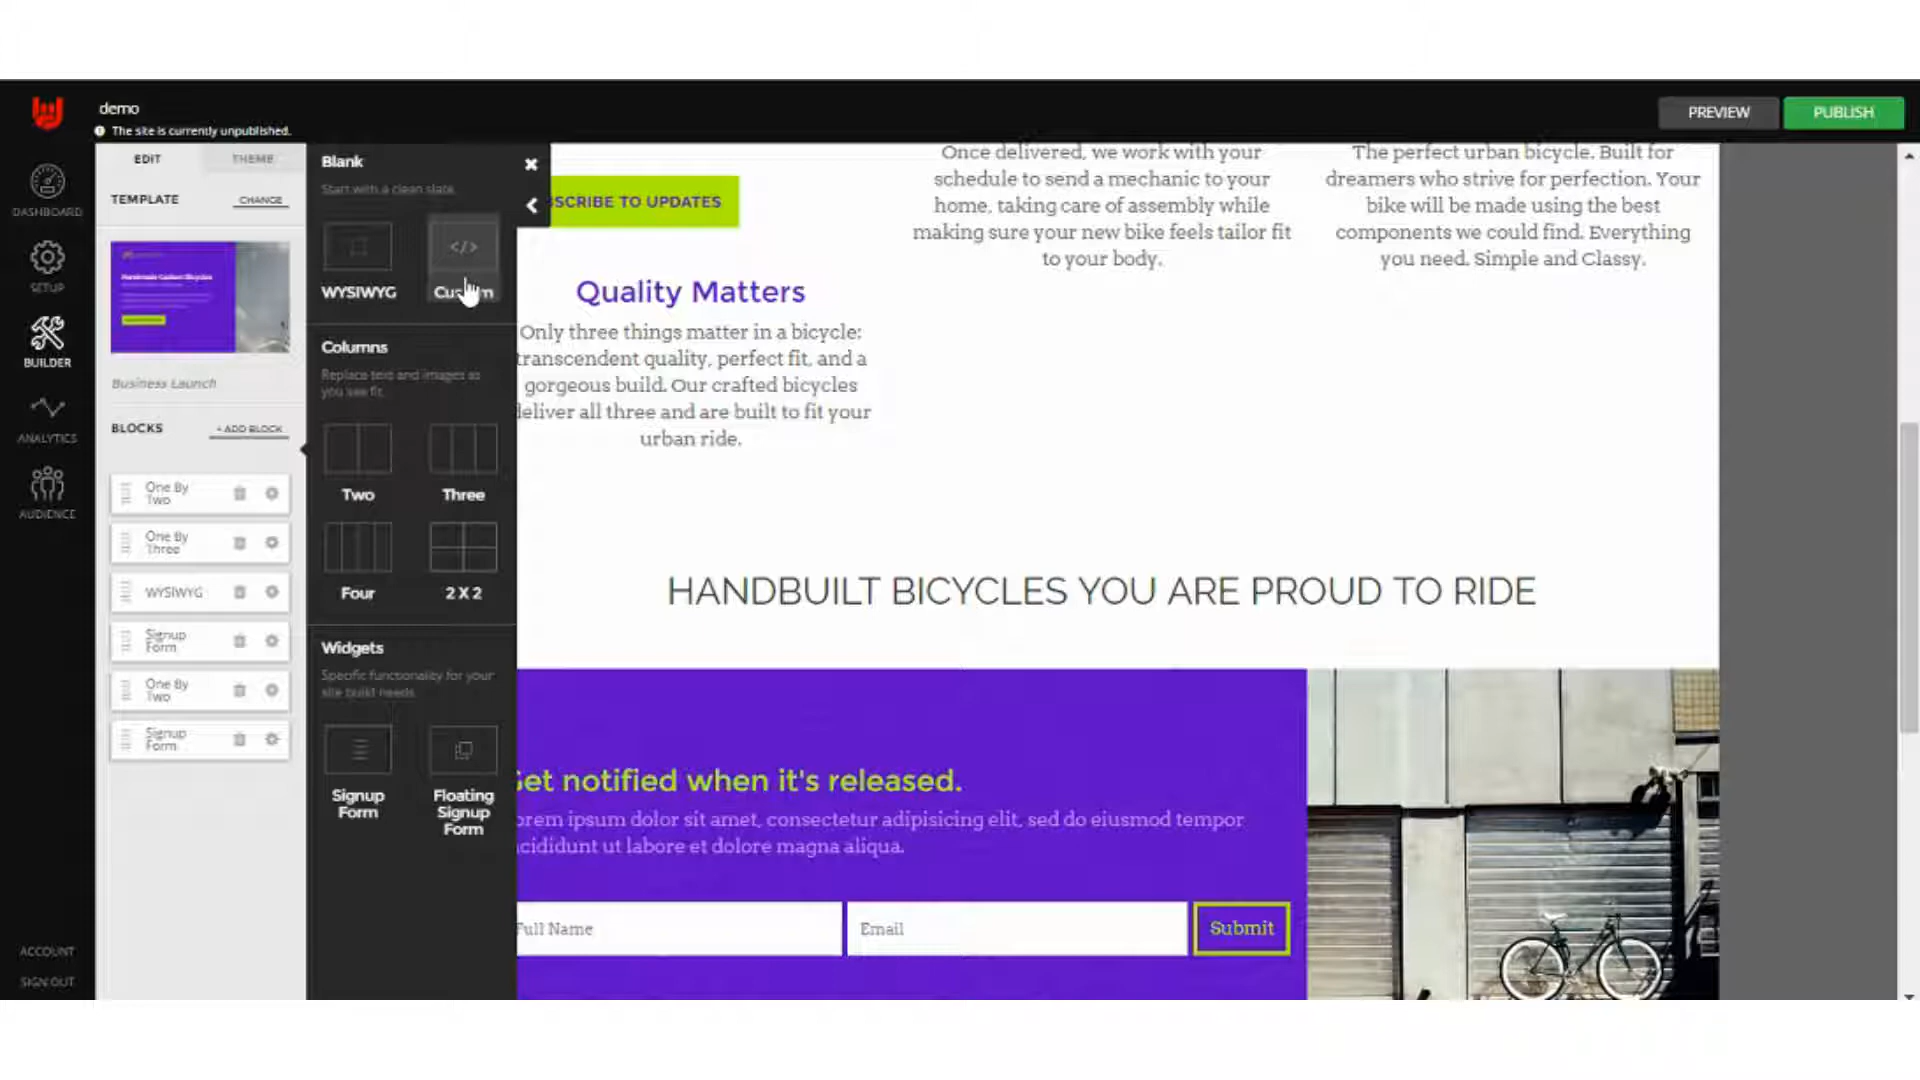 demo
The site is currently unpublished.
PREVIEW
PUBLISH
DASHBOARD
SETUP
BUILDER
ANALYTICS
AUDIENCE
ACCOUNT
SIGN OUT
EDIT
THEME
TEMPLATE
CHANGE
Business Launch
BLOCKS
+ ADD BLOCK
One By
Two
One By
Three
WYSIWYG
Signup
Form
One By
Two
Signup
Form
Blank
Start with a clean slate.
WYSIWYG
</>
Columns
Replace text and images as
you see fit.
Two
Three
Four
2 X 2
Widgets
Specific functionality for your
site build needs.
Signup
Form
Floating
Signup
Form
SCRIBE TO UPDATES
Quality Matters
Only three things matter in a bicycle:
transcendent quality, perfect fit, and a
gorgeous build. Our crafted bicycles
deliver all three and are built to fit your
urban ride.
Once delivered, we work with your
schedule to send a mechanic to your
home, taking care of assembly while
making sure your new bike feels tailor fit
to your body.
The perfect urban bicycle. Built for
dreamers who strive for perfection. Your
bike will be made using the best
components we could find. Everything
you need. Simple and Classy.
HANDBUILT BICYCLES YOU ARE PROUD TO RIDE
Get notified when it's released.
orem ipsum dolor sit amet, consectetur adipisicing elit, sed do eiusmod tempor
cididunt ut labore et dolore magna aliqua.
Full Name
Email
Submit